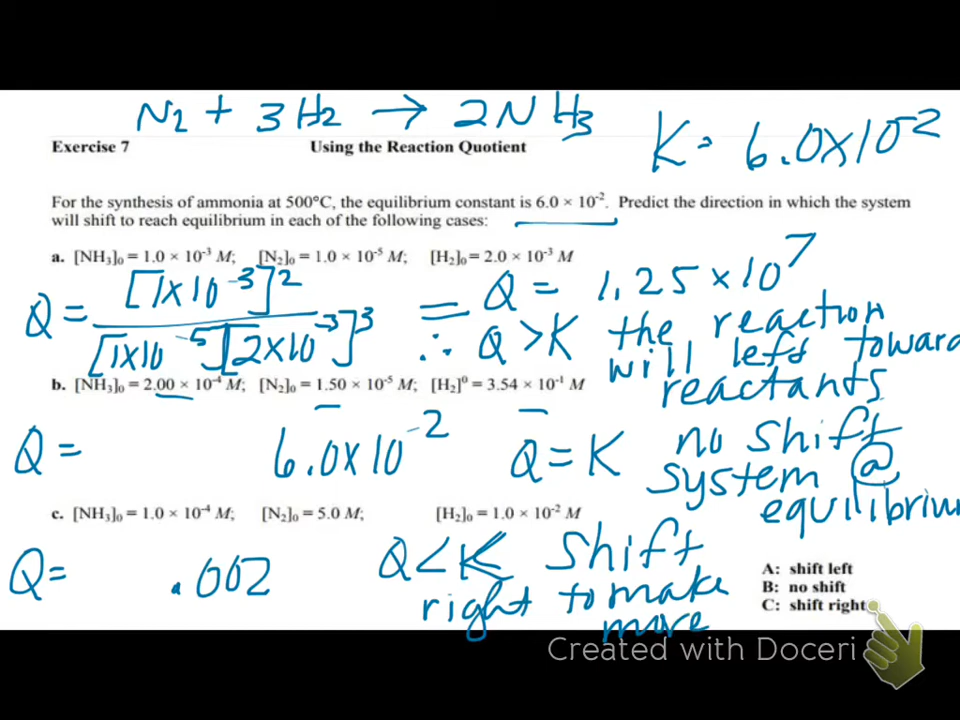 N2 + 3H2 → 2NH3
K = 6.0x10^-2
Exercise 7 Using the Reaction Quotient
For the synthesis of ammonia at 500°C, the equilibrium constant is 6.0 × 10^-2. Predict the direction in which the system
will shift to reach equilibrium in each of the following cases:
a. [NH3]0 = 1.0 × 10^-3 M; [N2]0 = 1.0 × 10^-5 M; [H2]0 = 2.0 × 10^-3 M
Q = [1x10^-3]^2 / [1x10^-5][2x10^-3]^3 = Q = 1.25 x 10^7
∴ Q > K the reaction
will left toward
reactants
b. [NH3]0 = 2.00 × 10^-4 M; [N2]0 = 1.50 × 10^-5 M; [H2]^0 = 3.54 × 10^-1 M
Q = 6.0x10^-2 Q = K no shift
system @
equilibrium
c. [NH3]0 = 1.0 × 10^-4 M; [N2]0 = 5.0 M; [H2]0 = 1.0 × 10^-2 M
Q = .002 Q < K Shift
right to make
more
A: shift left
B: no shift
C: shift right
Created with Doceri